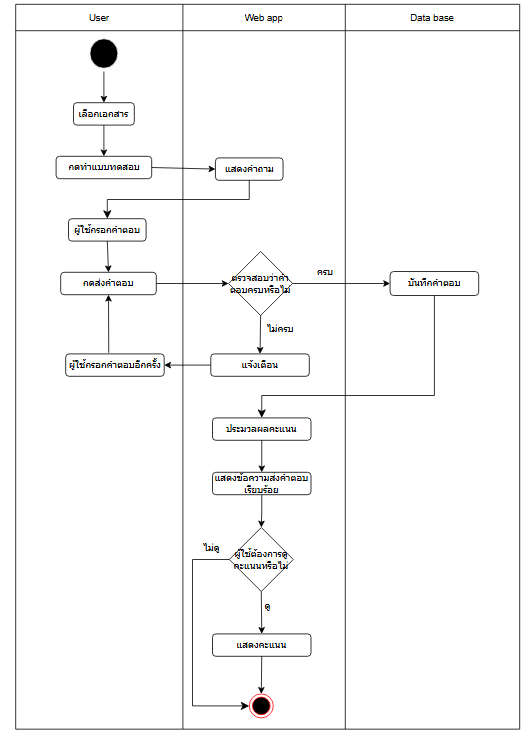 User
Web app
Data base
เลือกเอกสาร
กดทำแบบทดสอบ
แสดงคำถาม
ผู้ใช้กรอกคำตอบ
กดส่งคำตอบ
ตรวจสอบว่าคำ
ตอบครบหรือไม่
ครบ
บันทึกคำตอบ
ไม่ครบ
ผู้ใช้กรอกคำตอบอีกครั้ง
แจ้งเตือน
ประมวลผลคะแนน
แสดงข้อความส่งคำตอบ
เรียบร้อย
ไม่ดู
ผู้ใช้ต้องการดู
คะแนนหรือไม่
ดู
แสดงคะแนน